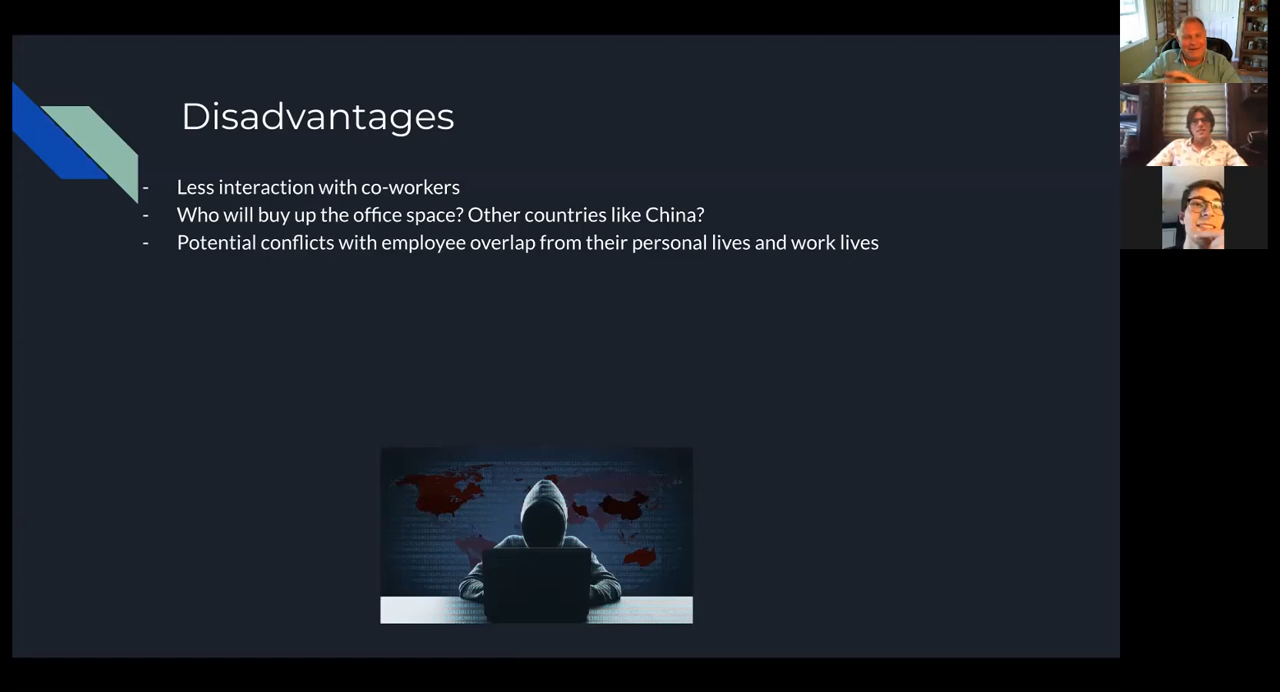 Disadvantages
- Less interaction with co-workers
- Who will buy up the office space? Other countries like China?
- Potential conflicts with employee overlap from their personal lives and work lives